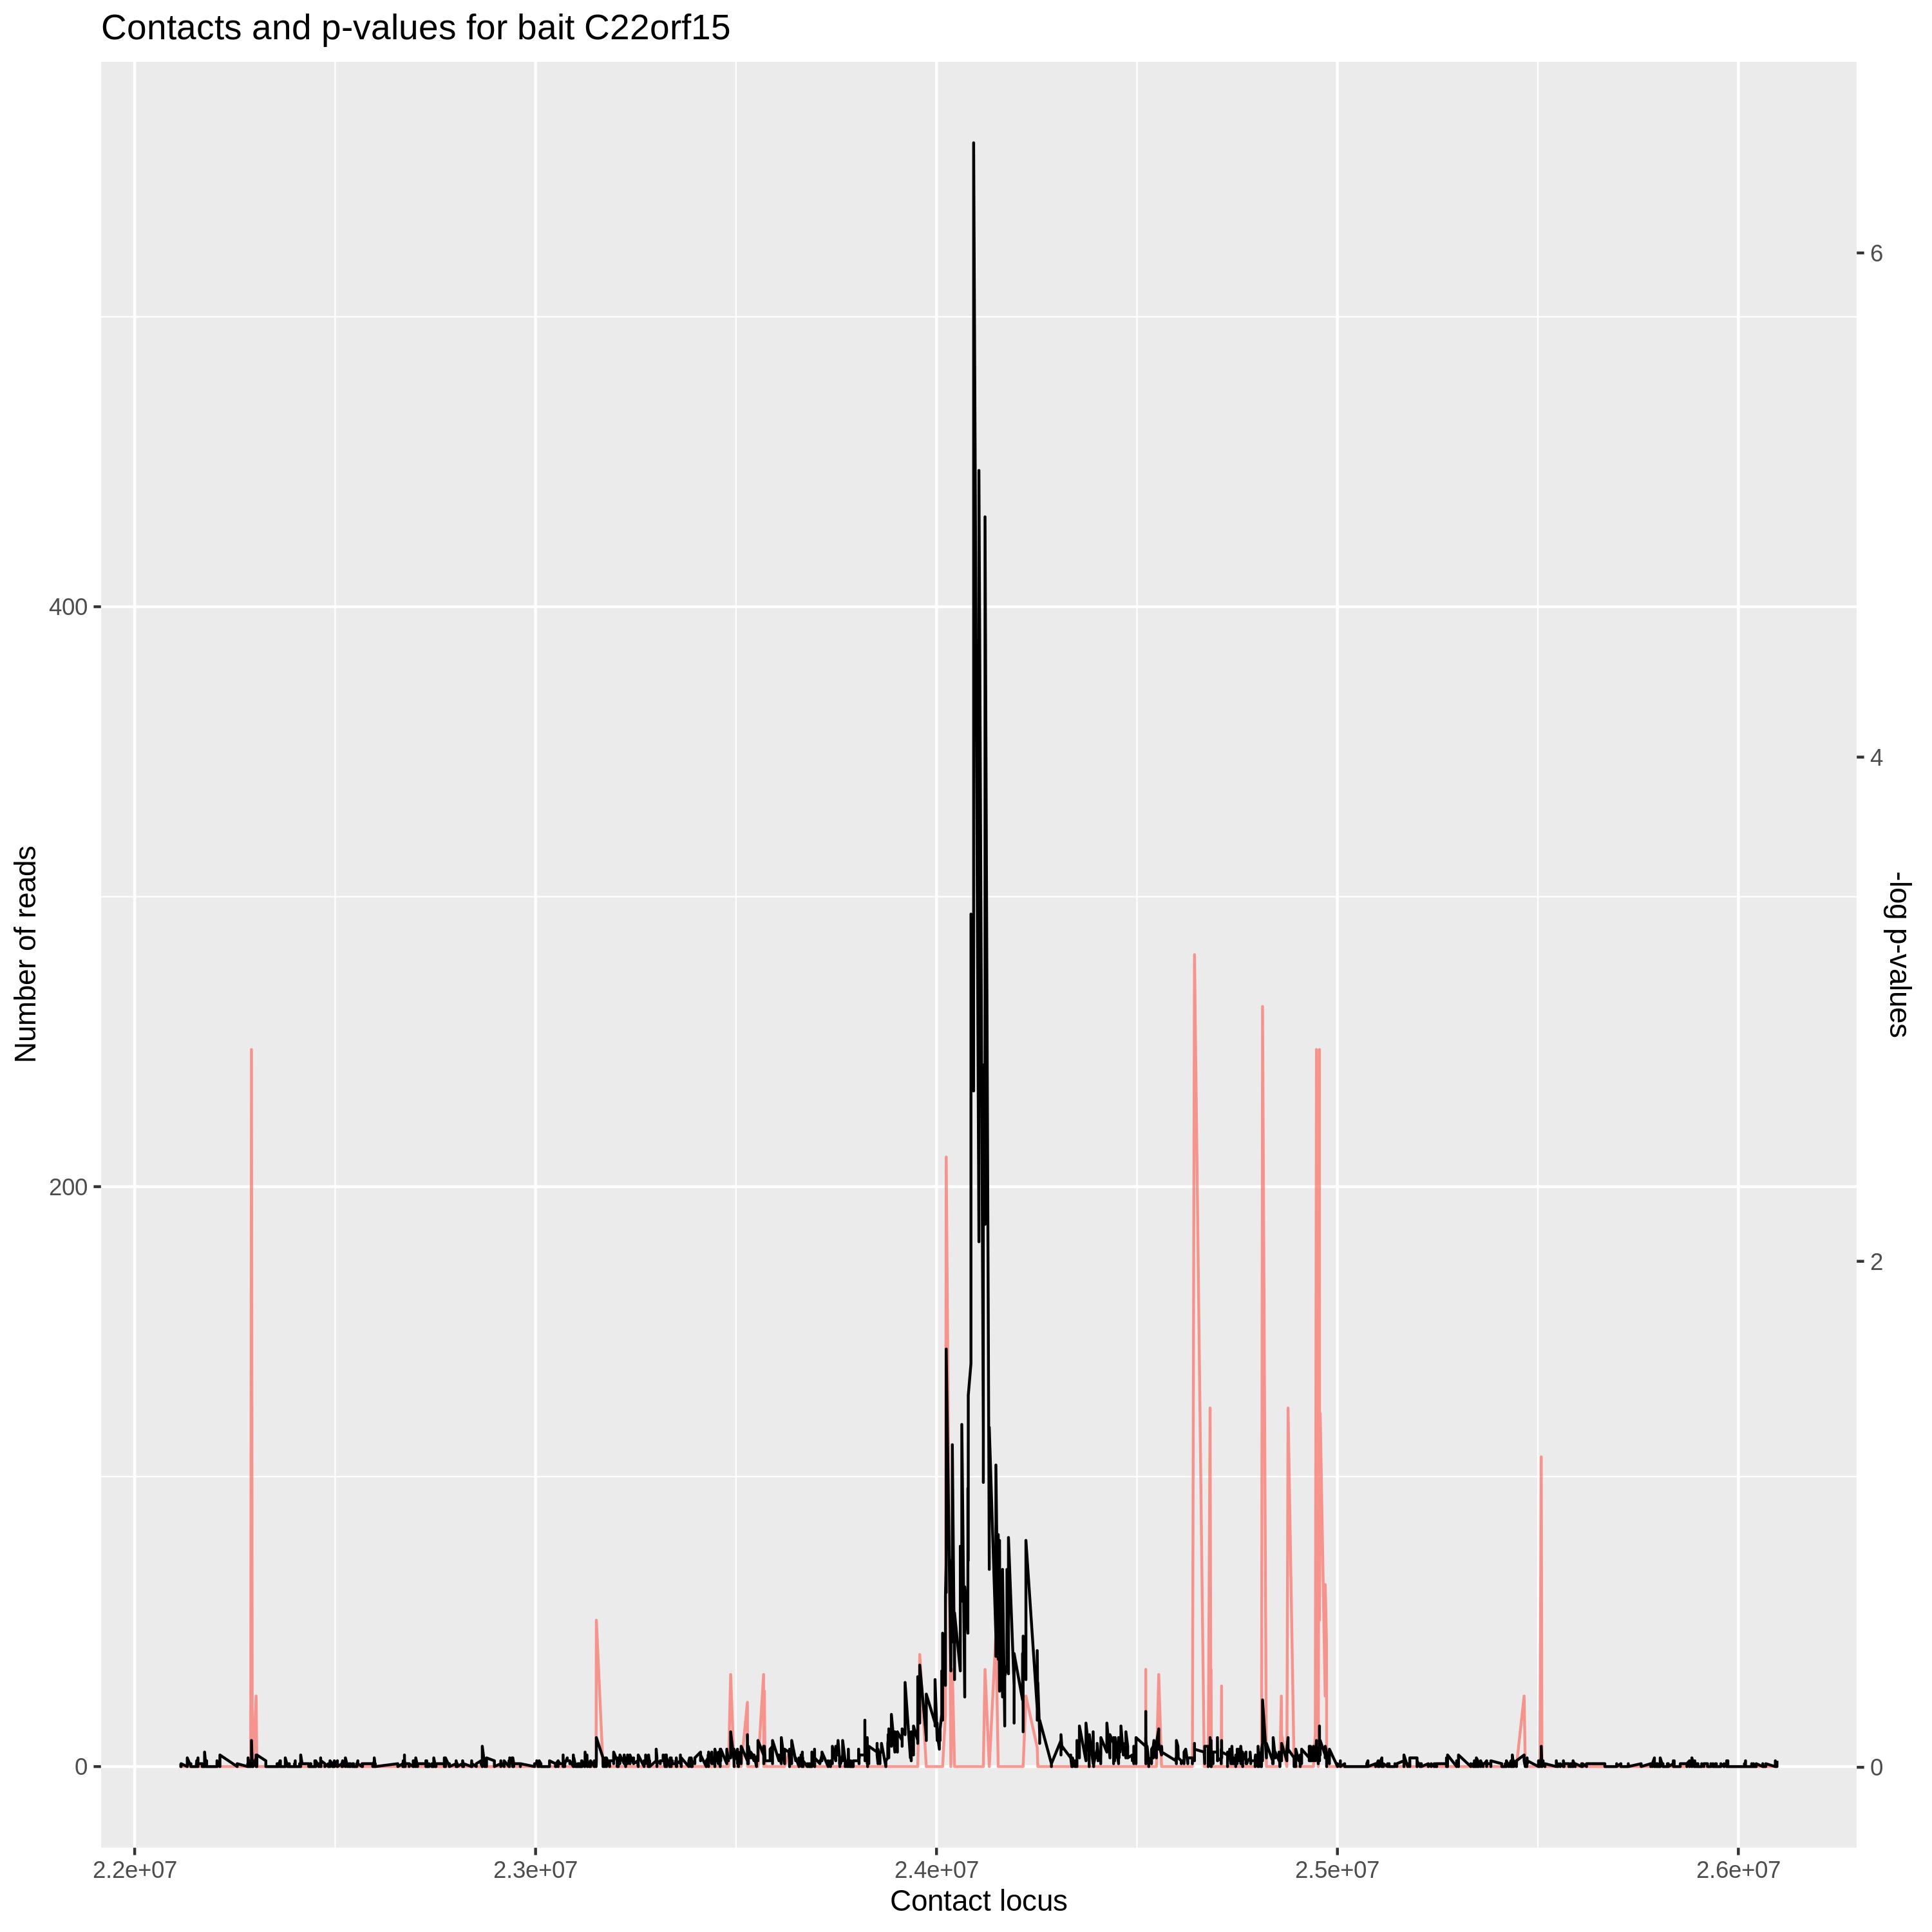 Contacts and p-values for bait C22orf15
Number of reads
400
200
0
6
4
2
0
-log p-values
2.2e+07 2.3e+07 2.4e+07 2.5e+07 2.6e+07
Contact locus